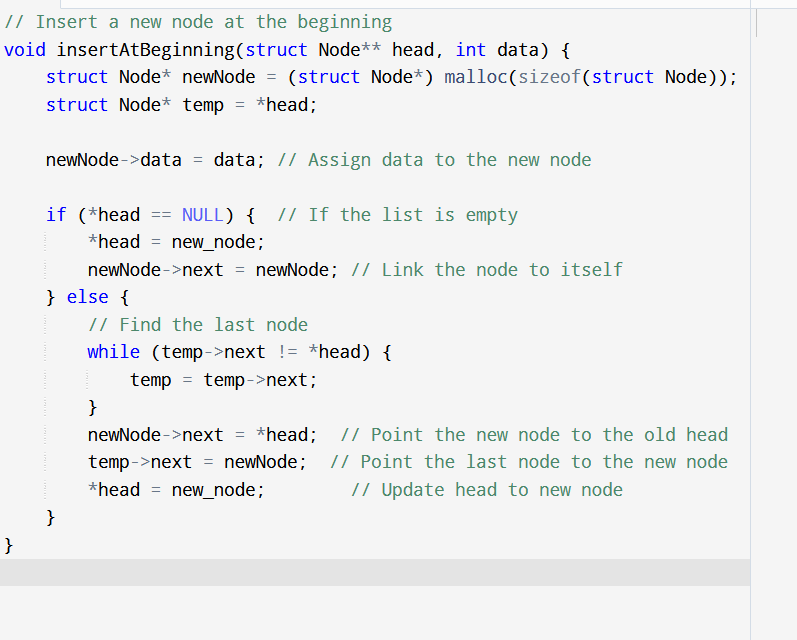 // Insert a new node at the beginning
void insertAtBeginning(struct Node** head, int data) {
    struct Node* newNode = (struct Node*) malloc(sizeof(struct Node));
    struct Node* temp = *head;

    newNode->data = data; // Assign data to the new node

    if (*head == NULL) {  // If the list is empty
        *head = new_node;
        newNode->next = newNode; // Link the node to itself
    } else {
        // Find the last node
        while (temp->next != *head) {
            temp = temp->next;
        }
        newNode->next = *head;  // Point the new node to the old head
        temp->next = newNode;  // Point the last node to the new node
        *head = new_node;        // Update head to new node
    }
}